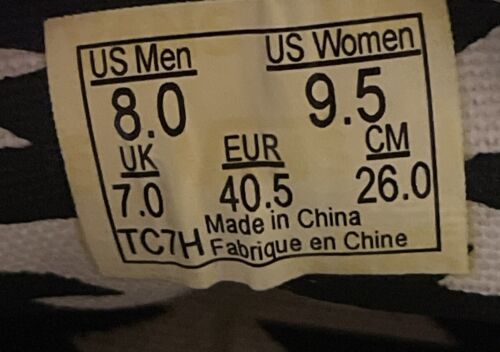 US Men US Women
8.0 9.5
UK EUR CM
7.0 40.5 26.0
TC7H Made in China
Fabrique en Chine